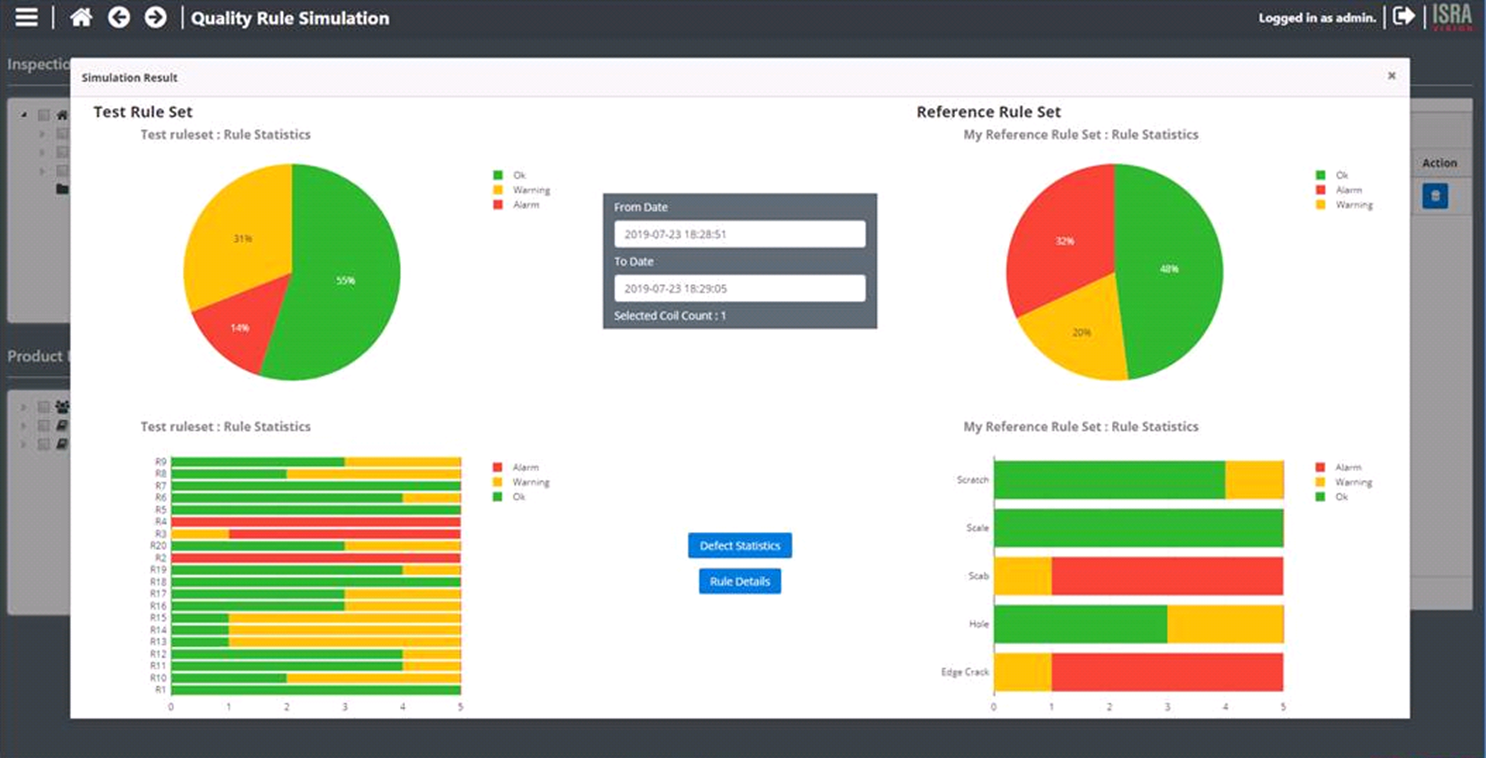 Quality Rule Simulation
Logged in as admin.
ISRA
VISION
Inspectio
Simulation Result
Test Rule Set
Reference Rule Set
Test ruleset : Rule Statistics
My Reference Rule Set : Rule Statistics
Action
Ok
Warning
Alarm
31%
55%
14%
From Date
2019-07-23 18:28:51
To Date
2019-07-23 18:29:05
Selected Coil Count : 1
Ok
Alarm
Warning
32%
48%
20%
Product
Test ruleset : Rule Statistics
My Reference Rule Set : Rule Statistics
R9
R8
R7
R6
R5
R4
R3
R20
R2
R19
R18
R17
R16
R15
R14
R13
R12
R11
R10
R1
0 1 2 3 4 5
Alarm
Warning
Ok
Defect Statistics
Rule Details
Scratch
Scale
Scab
Hole
Edge Crack
0 1 2 3 4 5
Alarm
Warning
Ok